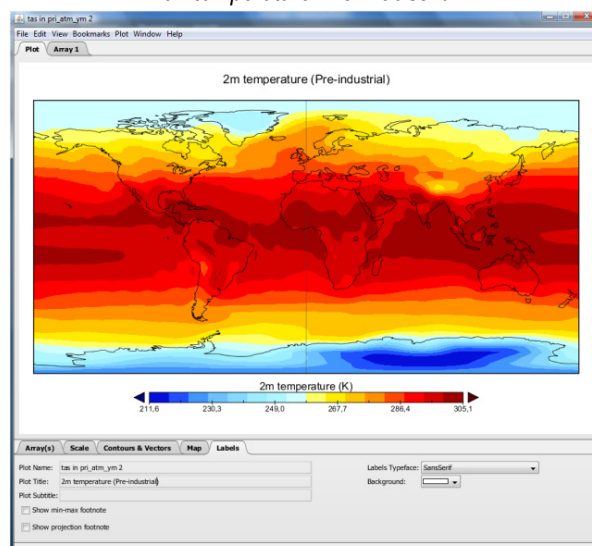 tas in pri_atm_ym 2
File Edit View Bookmarks Plot Window Help
Plot Array 1
2m temperature (Pre-industrial)
2m temperature (K)
211,6 230,3 249,0 267,7 286,4 305,1
Array(s) Scale Contours & Vectors Map Labels
Plot Name: tas in pri_atm_ym 2 Labels Typeface: SansSerif
Plot Title: 2m temperature (Pre-industrial) Background:
Plot Subtitle:
Show min-max footnote
Show projection footnote